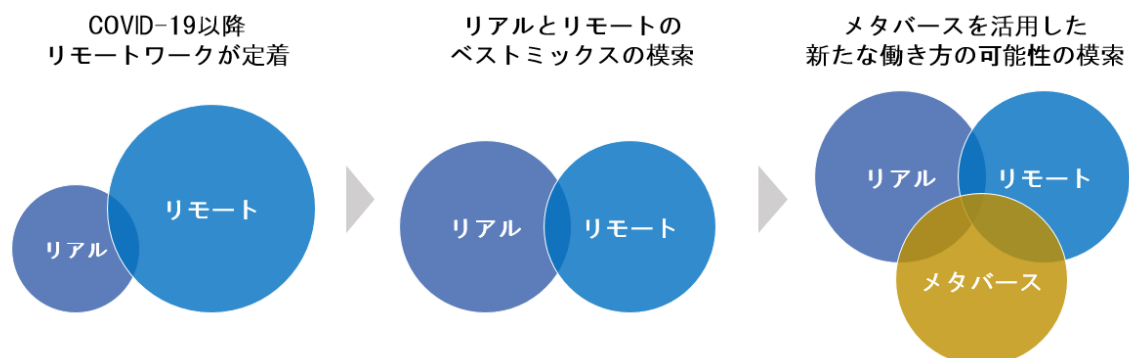 COVID-19以降
リモートワークが定着
リアルとリモートの
ベストミックスの模索
メタバースを活用した
新たな働き方の可能性の模索
リアル
リモート
リアル
リモート
リアル
リモート
メタバース